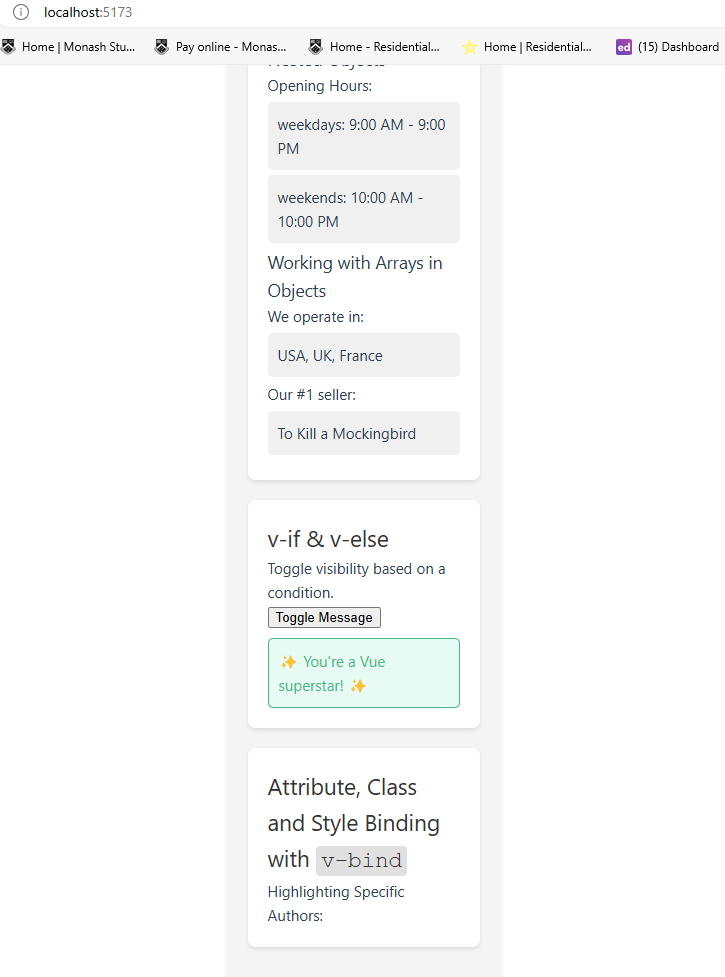 localhost:5173
Home | Monash Stu...
Pay online - Monas...
Home - Residential...
Home | Residential...
ed
(15) Dashboard
Nested Objects
Opening Hours:
weekdays: 9:00 AM - 9:00
PM
weekends: 10:00 AM -
10:00 PM
Working with Arrays in
Objects
We operate in:
USA, UK, France
Our #1 seller:
To Kill a Mockingbird
v-if & v-else
Toggle visibility based on a
condition.
Toggle Message
✨ You're a Vue
superstar! ✨
Attribute, Class
and Style Binding
with v-bind
Highlighting Specific
Authors: